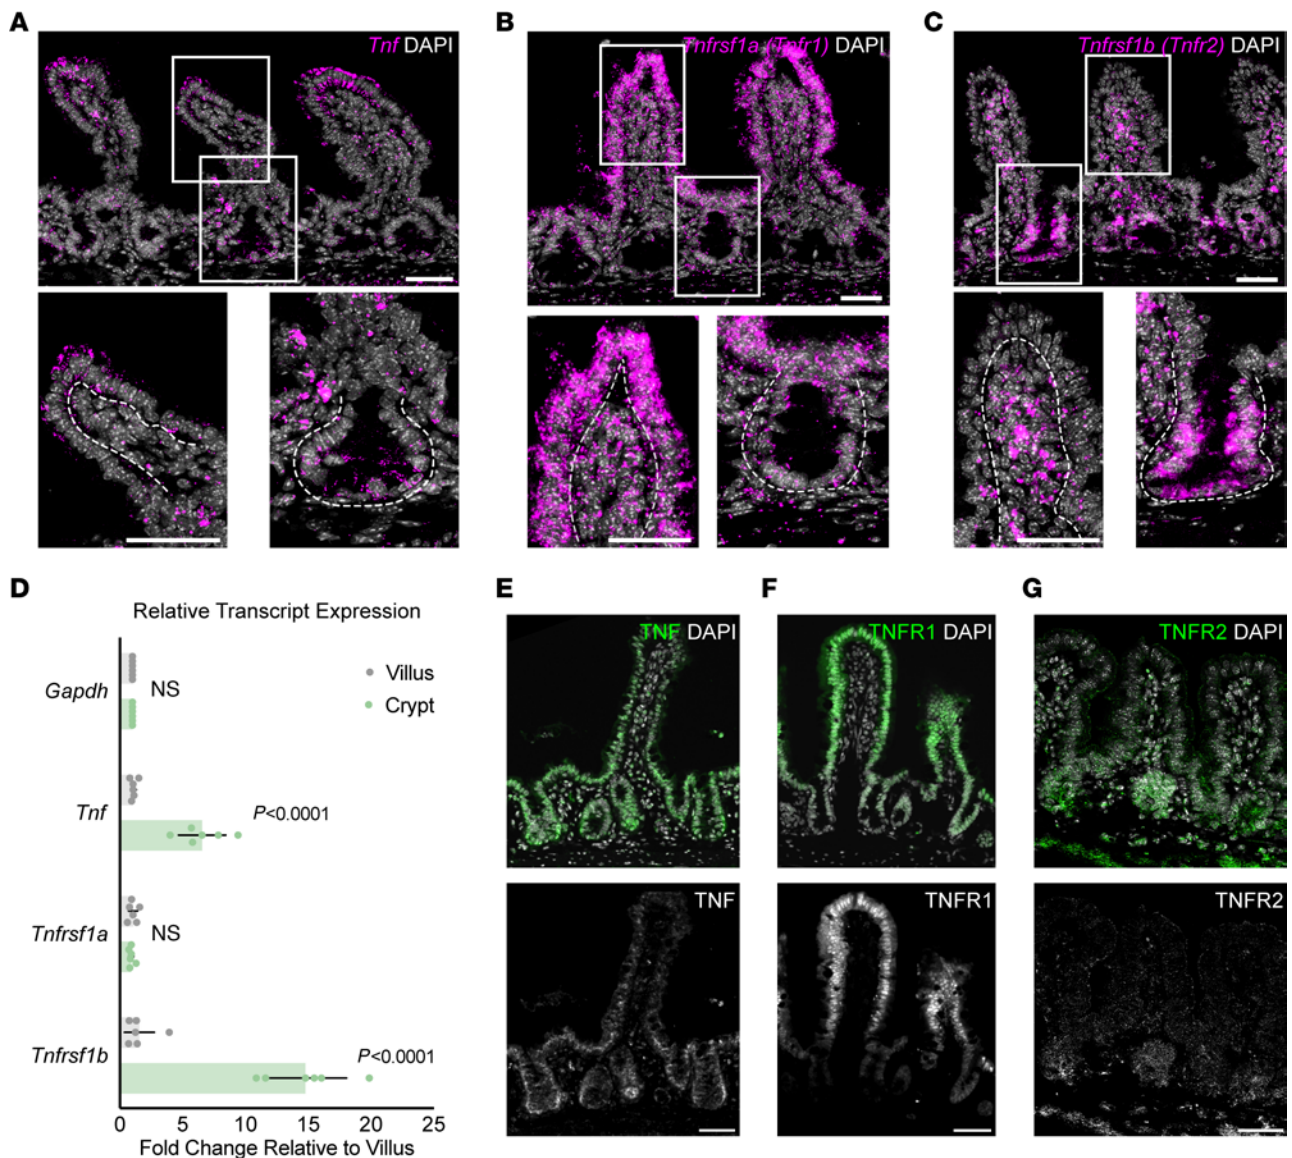 A
B
C
Tnf DAPI
Tnfrsf1a (Tnfr1) DAPI
Tnfrsf1b (Tnfr2) DAPI
D
E
F
G
Relative Transcript Expression
Villus
Crypt
Gapdh
NS
Tnf
P<0.0001
Tnfrsf1a
NS
Tnfrsf1b
P<0.0001
0 5 10 15 20 25
Fold Change Relative to Villus
TNF DAPI
TNFR1 DAPI
TNFR2 DAPI
TNF
TNFR1
TNFR2